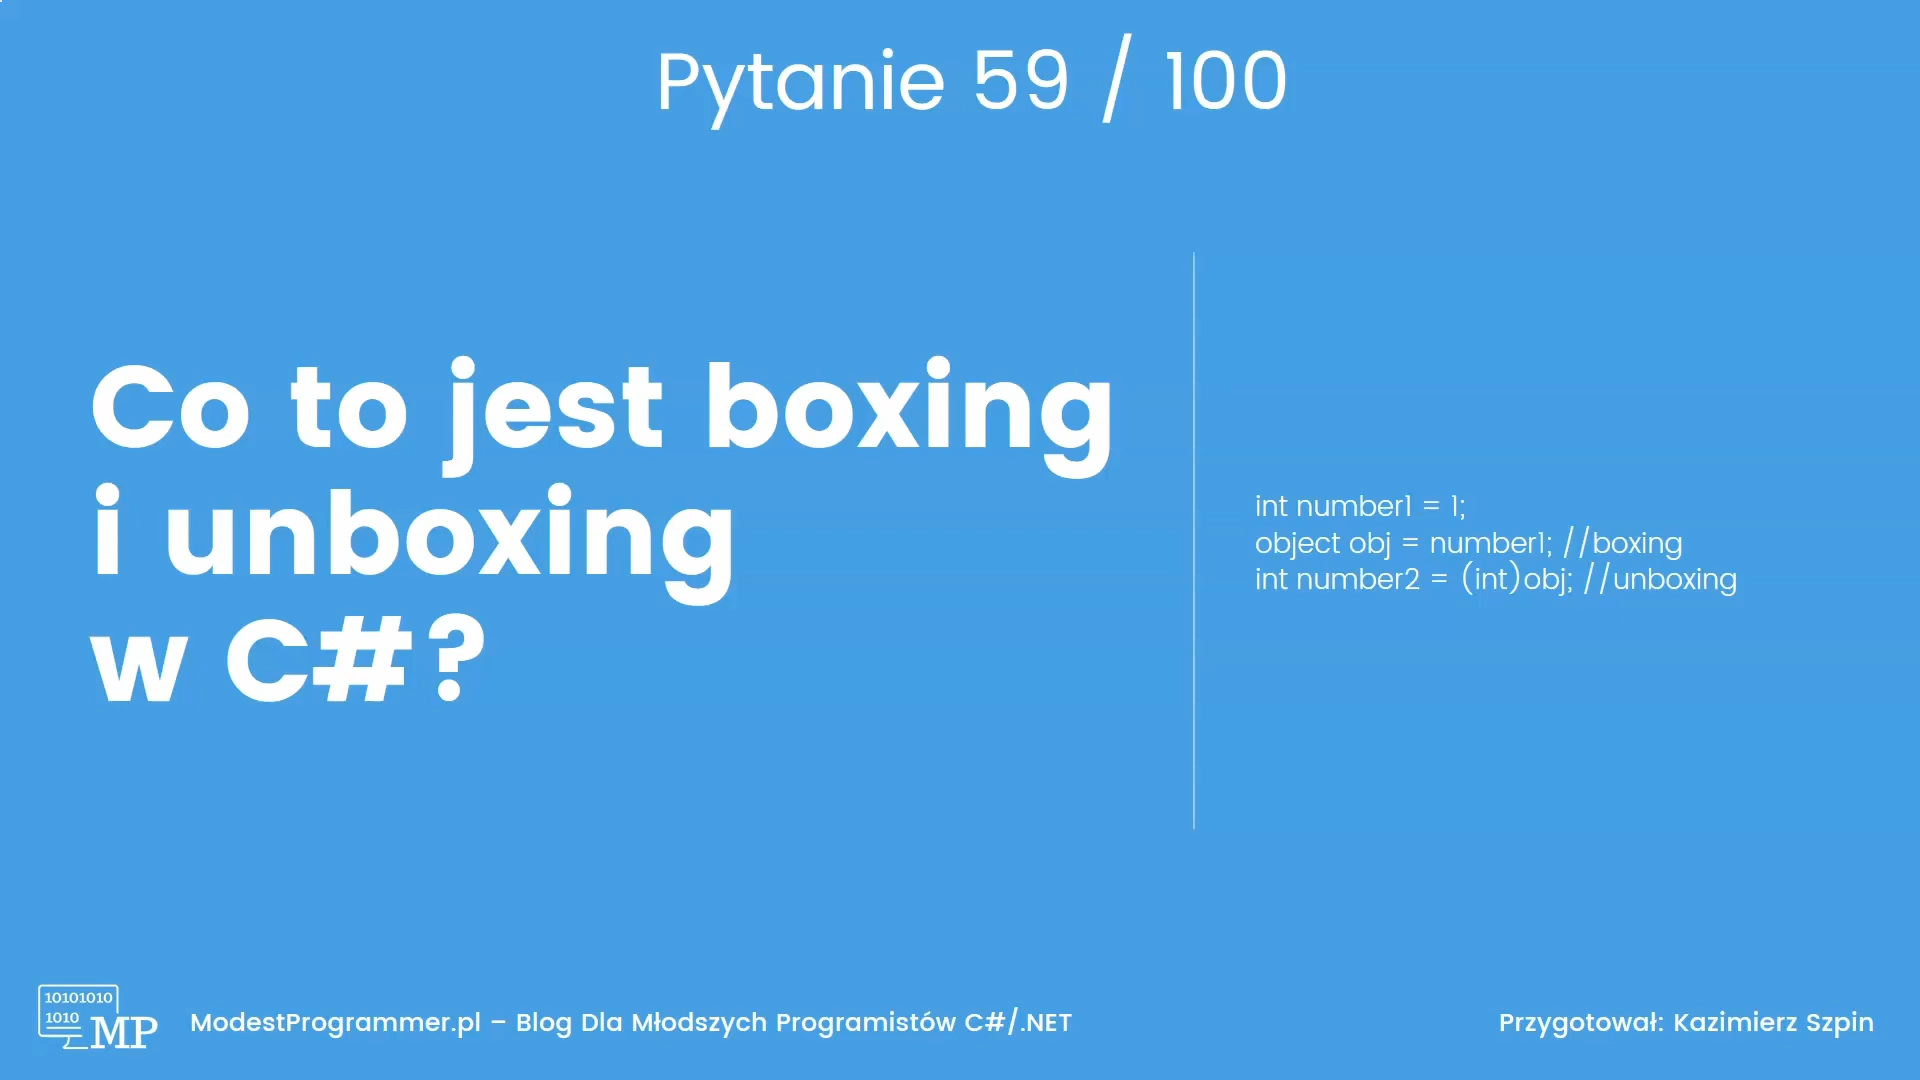 Pytanie 59 / 100
Co to jest boxing
i unboxing
w C#?
int number1 = 1;
object obj = number1; //boxing
int number2 = (int)obj; //unboxing
10101010
1010
MP
ModestProgrammer.pl – Blog Dla Młodszych Programistów C#/.NET
Przygotował: Kazimierz Szpin